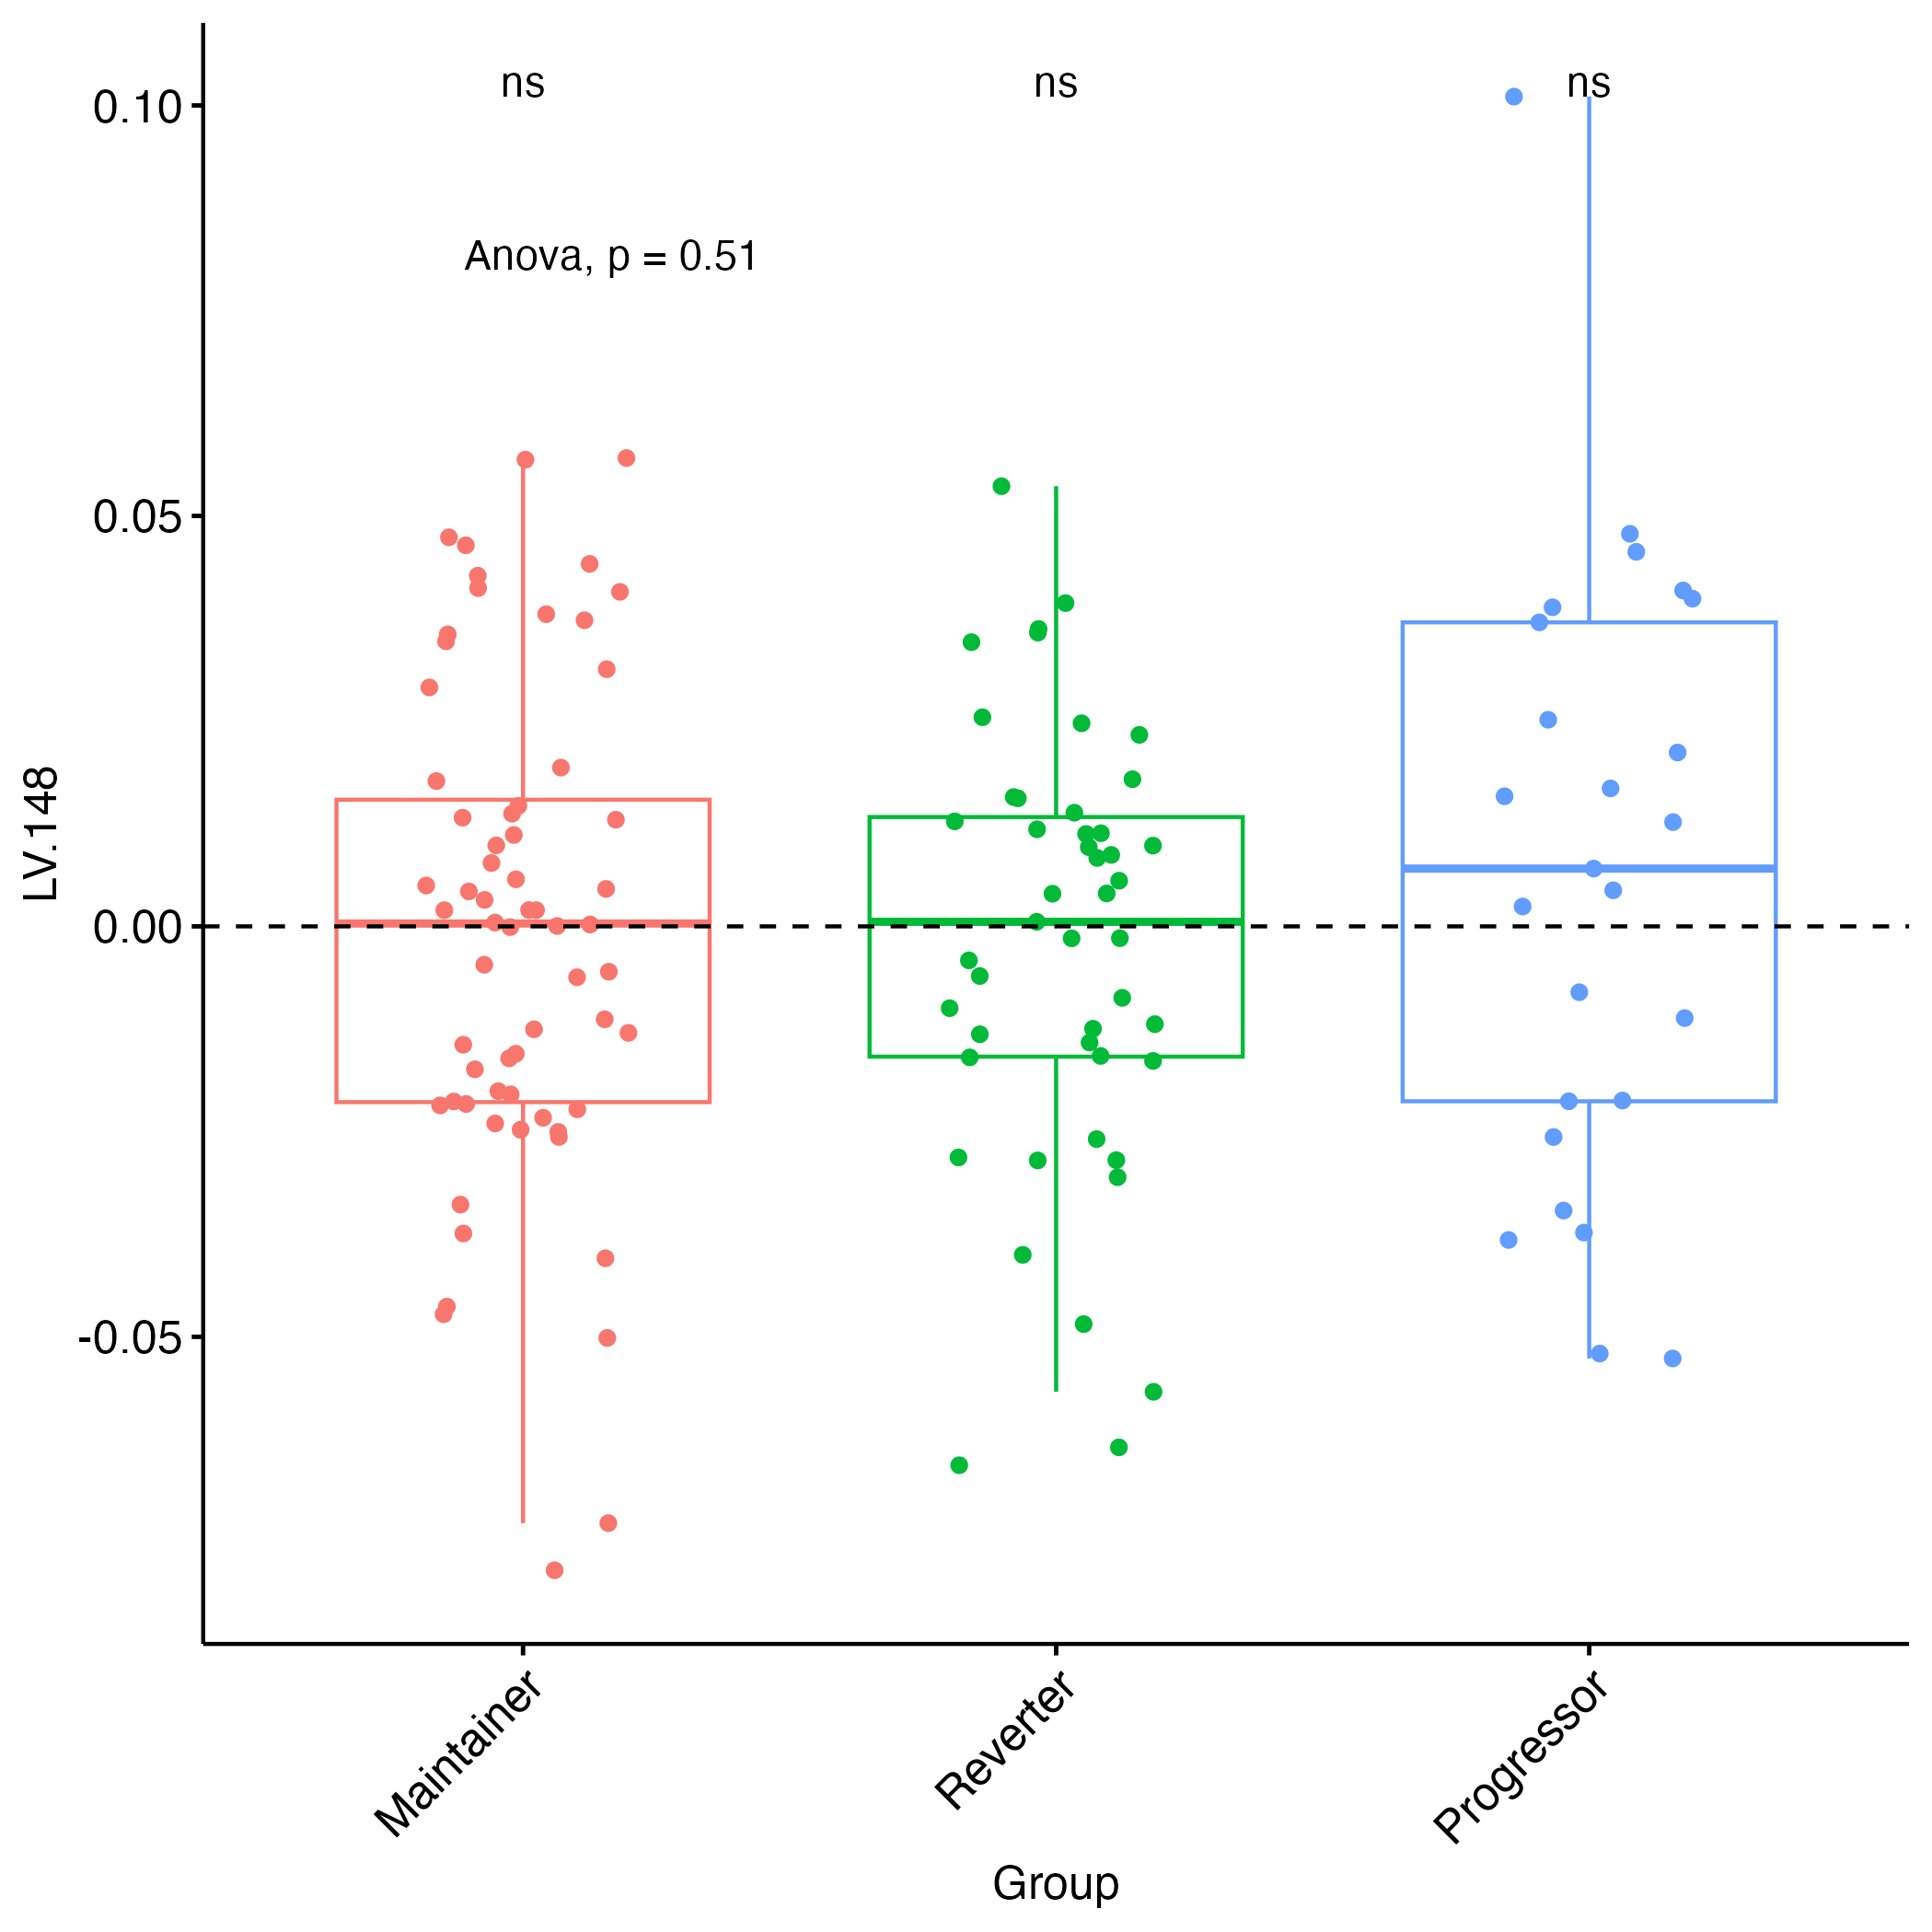 ns ns ns
0.10
Anova, p = 0.51
0.05
LV.148
0.00
-0.05
Maintainer Reverter Progressor
Group